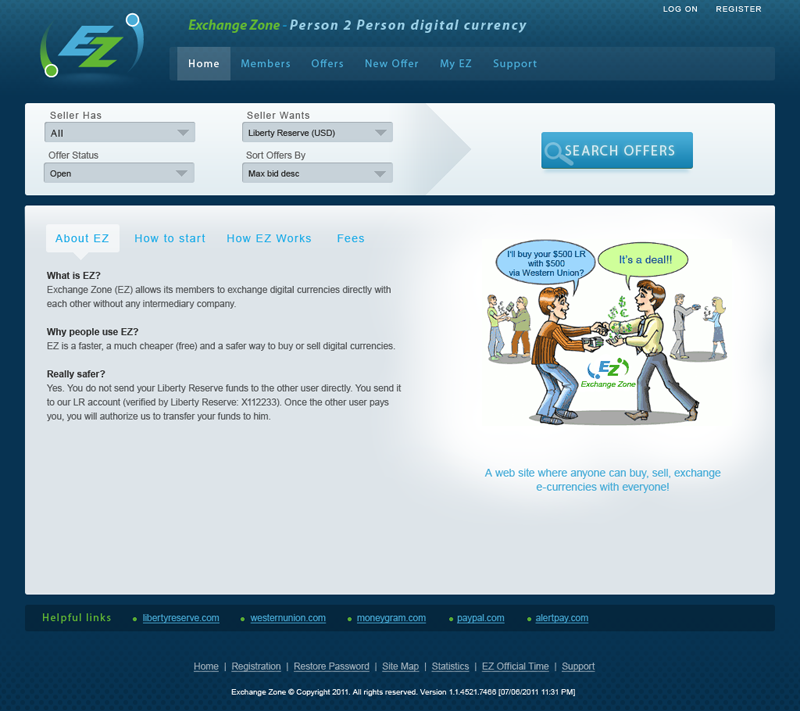 LOG ON REGISTER
EZ
Exchange Zone - Person 2 Person digital currency
Home Members Offers New Offer My EZ Support
Seller Has Seller Wants
All Liberty Reserve (USD)
SEARCH OFFERS
Offer Status Sort Offers By
Open Max bid desc
About EZ How to start How EZ Works Fees
What is EZ?
Exchange Zone (EZ) allows its members to exchange digital currencies directly with
each other without any intermediary company.
Why people use EZ?
EZ is a faster, a much cheaper (free) and a safer way to buy or sell digital currencies.
Really safer?
Yes. You do not send your Liberty Reserve funds to the other user directly. You send it
to our LR account (verified by Liberty Reserve: X112233). Once the other user pays
you, you will authorize us to transfer your funds to him.
I'll buy your $500 LR
with $500
via Western Union?
It's a deal!!
EZ
Exchange Zone
A web site where anyone can buy, sell, exchange
e-currencies with everyone!
Helpful links • libertyreserve.com • westernunion.com • moneygram.com • paypal.com • alertpay.com
Home | Registration | Restore Password | Site Map | Statistics | EZ Official Time | Support
Exchange Zone © Copyright 2011. All rights reserved. Version 1.1.4521.7466 [07/06/2011 11:31 PM]